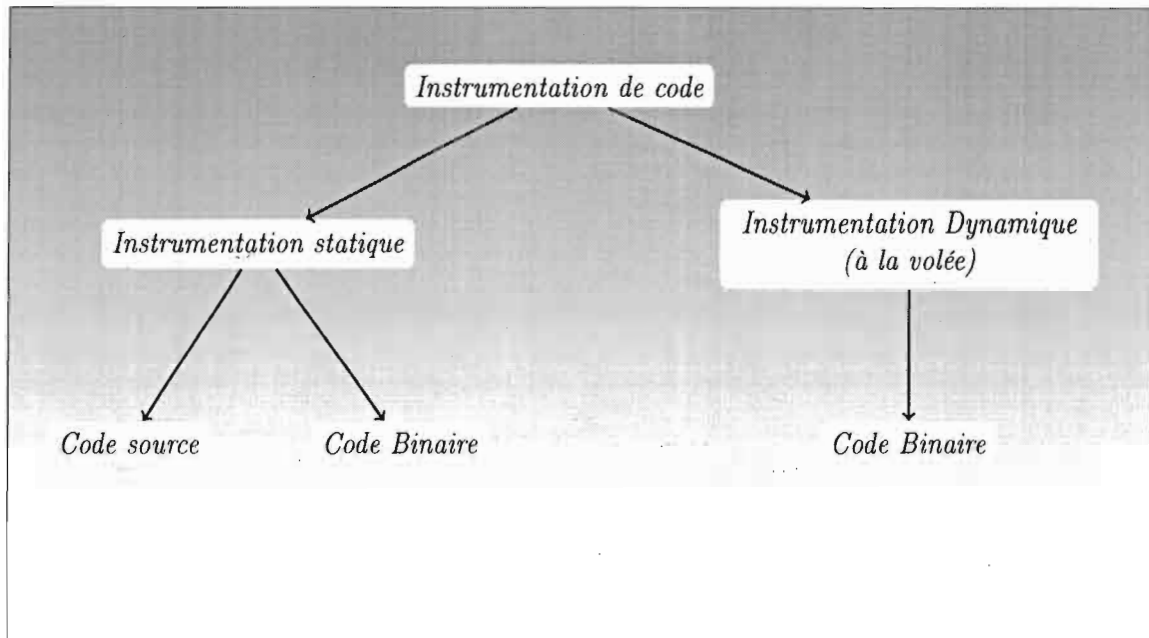 Instrumentation de code
Instrumentation statique
Instrumentation Dynamique
(à la volée)
Code source
Code Binaire
Code Binaire